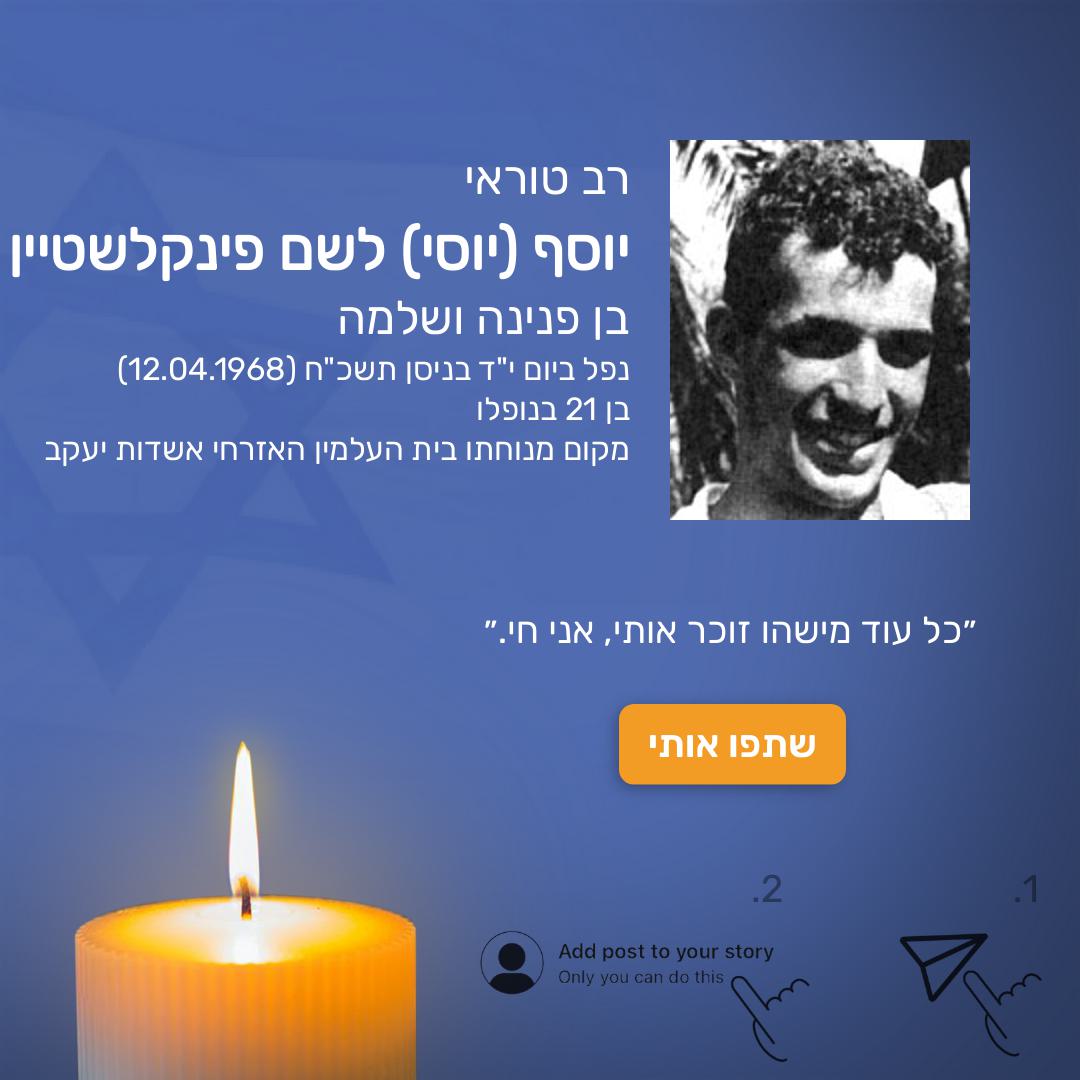 רב טוראי
יוסף (יוסי) לשם פינקלשטיין
בן פנינה ושלמה
נפל ביום י"ד בניסן תשכ"ח (12.04.1968)
בן 21 בנופלו
מקום מנוחתו בית העלמין האזרחי אשדות יעקב
״כל עוד מישהו זוכר אותי, אני חי.״
שתפו אותי
.1
.2
Add post to your story
Only you can do this